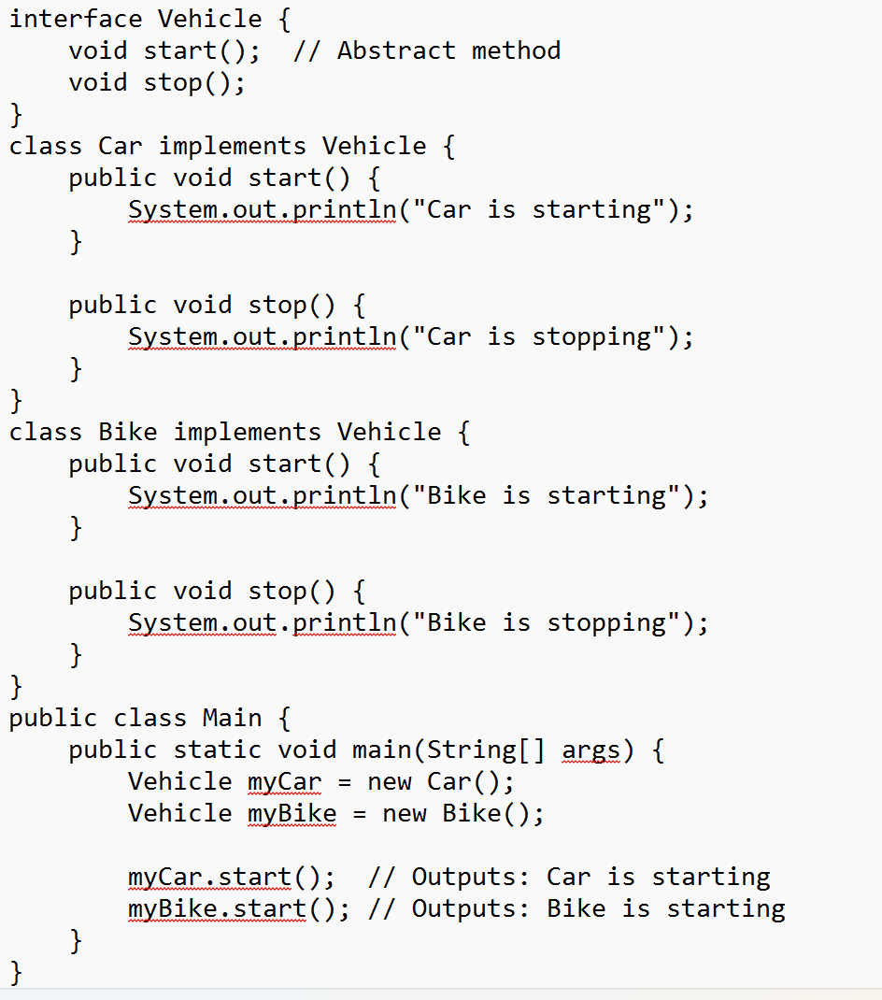 interface Vehicle {
    void start();  // Abstract method
    void stop();
}
class Car implements Vehicle {
    public void start() {
        System.out.println("Car is starting");
    }

    public void stop() {
        System.out.println("Car is stopping");
    }
}
class Bike implements Vehicle {
    public void start() {
        System.out.println("Bike is starting");
    }

    public void stop() {
        System.out.println("Bike is stopping");
    }
}
public class Main {
    public static void main(String[] args) {
        Vehicle myCar = new Car();
        Vehicle myBike = new Bike();

        myCar.start();  // Outputs: Car is starting
        myBike.start(); // Outputs: Bike is starting
    }
}